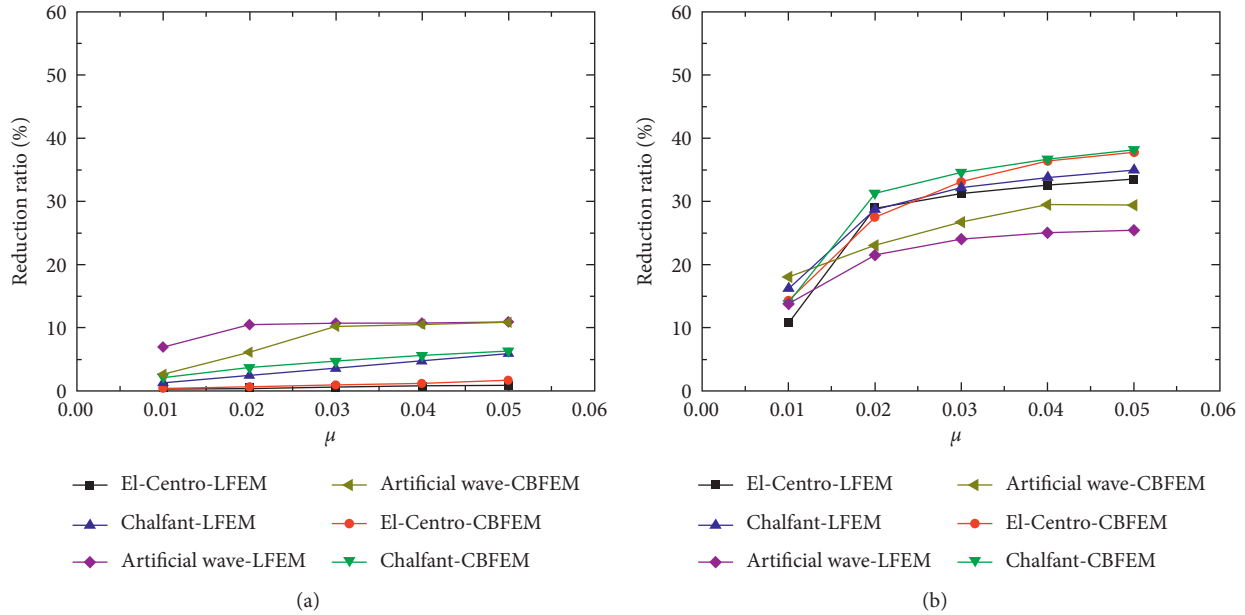 60
50
40
30
20
10
0
Reduction ratio (%)
0.00 0.01 0.02 0.03 0.04 0.05 0.06
μ
El-Centro-LFEM
Chalfant-LFEM
Artificial wave-LFEM
Artificial wave-CBFEM
El-Centro-CBFEM
Chalfant-CBFEM
(a)
60
50
40
30
20
10
0
Reduction ratio (%)
0.00 0.01 0.02 0.03 0.04 0.05 0.06
μ
El-Centro-LFEM
Chalfant-LFEM
Artificial wave-LFEM
Artificial wave-CBFEM
El-Centro-CBFEM
Chalfant-CBFEM
(b)